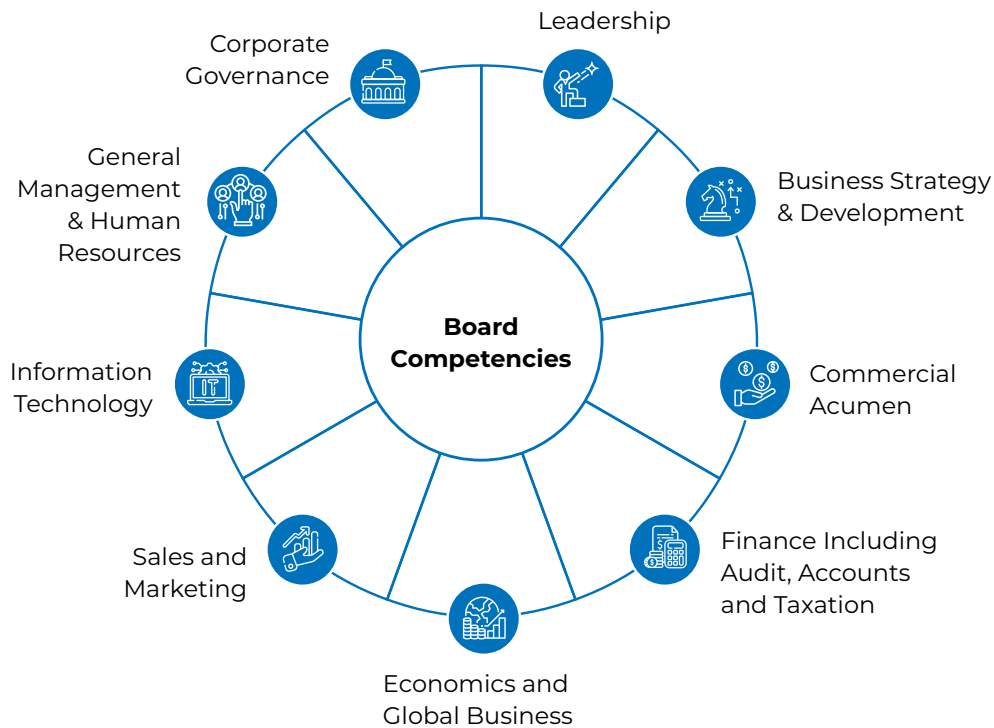 Leadership
Business Strategy
& Development
Commercial
Acumen
Finance Including
Audit, Accounts
and Taxation
Economics and
Global Business
Sales and
Marketing
Information
Technology
IT
General
Management
& Human
Resources
Corporate
Governance
Board
Competencies